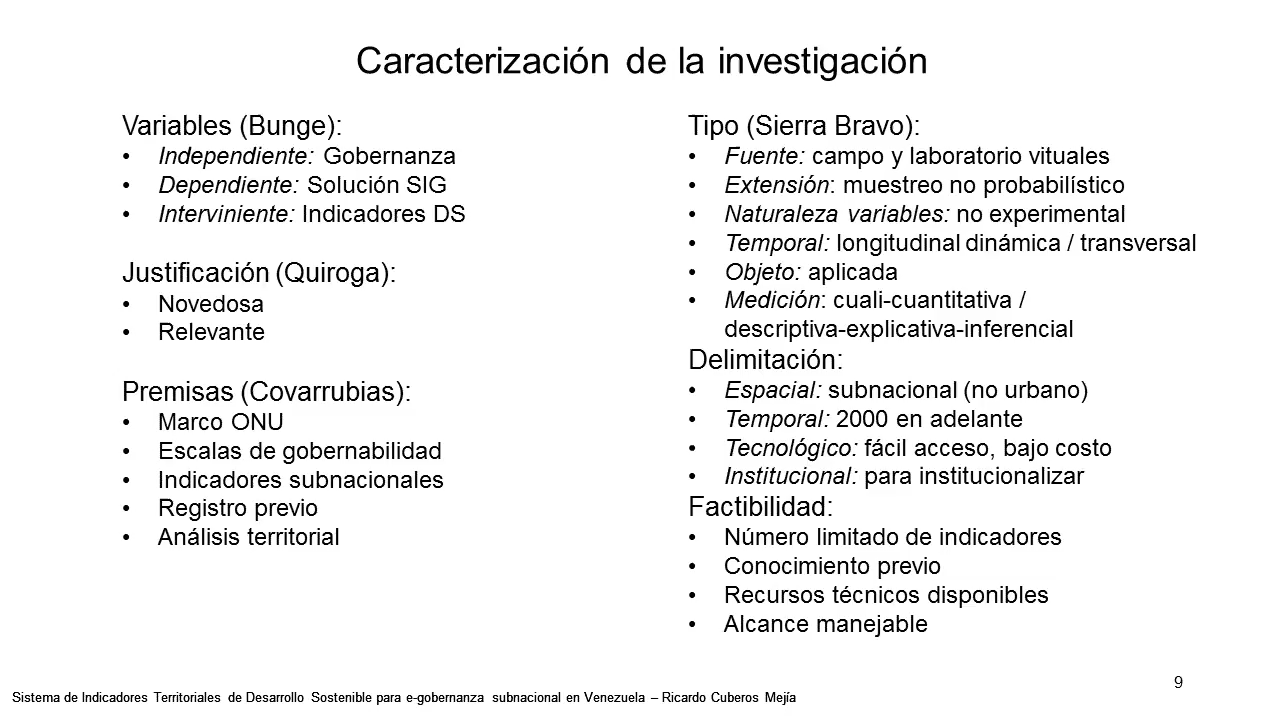 Caracterización de la investigación
Variables (Bunge):
• Independiente: Gobernanza
• Dependiente: Solución SIG
• Interviniente: Indicadores DS
Justificación (Quiroga):
• Novedosa
• Relevante
Premisas (Covarrubias):
• Marco ONU
• Escalas de gobernabilidad
• Indicadores subnacionales
• Registro previo
• Análisis territorial
Tipo (Sierra Bravo):
• Fuente: campo y laboratorio vituales
• Extensión: muestreo no probabilístico
• Naturaleza variables: no experimental
• Temporal: longitudinal dinámica / transversal
• Objeto: aplicada
• Medición: cuali-cuantitativa /
descriptiva-explicativa-inferencial
Delimitación:
• Espacial: subnacional (no urbano)
• Temporal: 2000 en adelante
• Tecnológico: fácil acceso, bajo costo
• Institucional: para institucionalizar
Factibilidad:
• Número limitado de indicadores
• Conocimiento previo
• Recursos técnicos disponibles
• Alcance manejable
9
Sistema de Indicadores Territoriales de Desarrollo Sostenible para e-gobernanza subnacional en Venezuela – Ricardo Cuberos Mejía